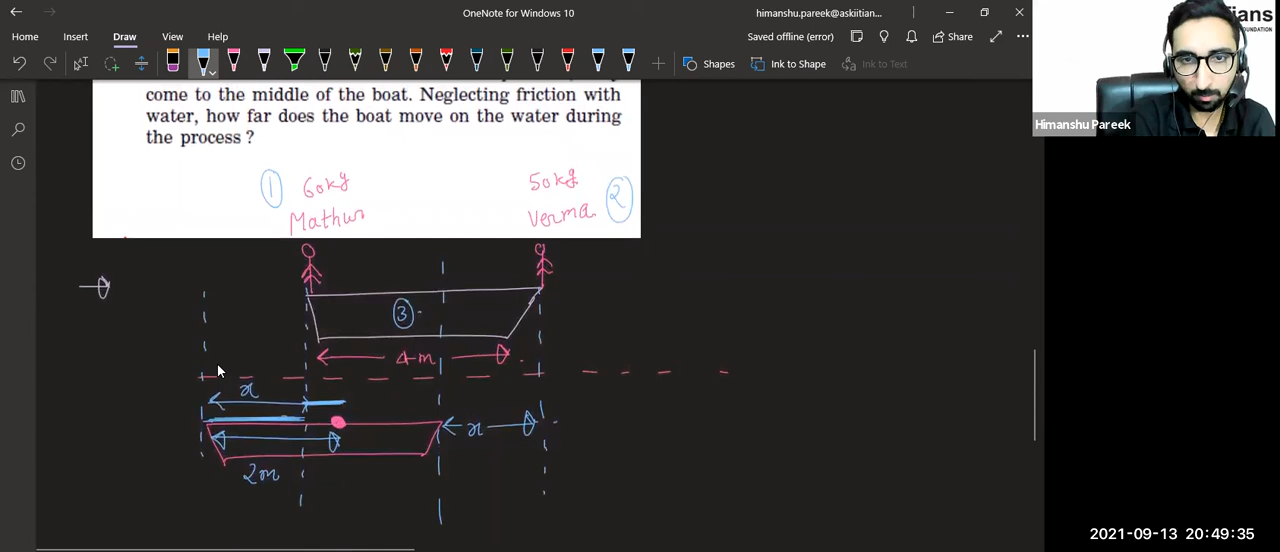 OneNote for Windows 10
himanshu.pareek@askiitian...
Home Insert Draw View Help
Saved offline (error)
Share
Shapes
Ink to Shape
Ink to Text
come to the middle of the boat. Neglecting friction with
water, how far does the boat move on the water during
the process ?
1 60kg 50kg 2
Mathur Verma
3
4m
x
x
2m
ians
FOUNDATION
Himanshu Pareek
2021-09-13 20:49:35